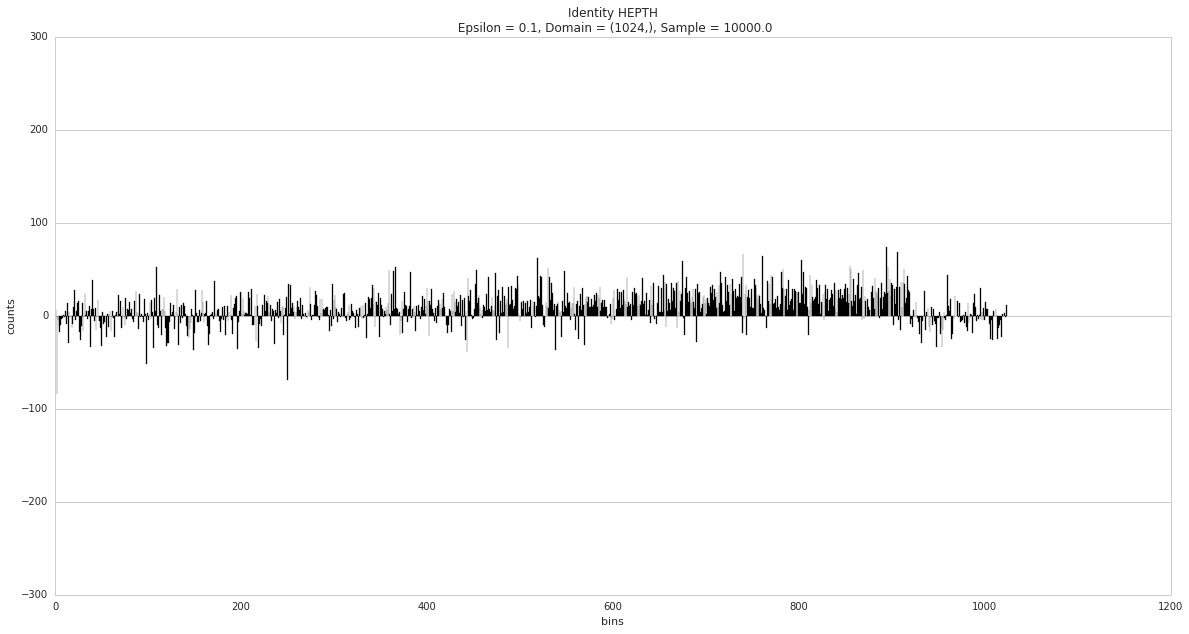 Identity HEPTH
Epsilon = 0.1, Domain = (1024,), Sample = 10000.0
300
200
100
0
−100
−200
−300
counts
0 200 400 600 800 1000 1200
bins